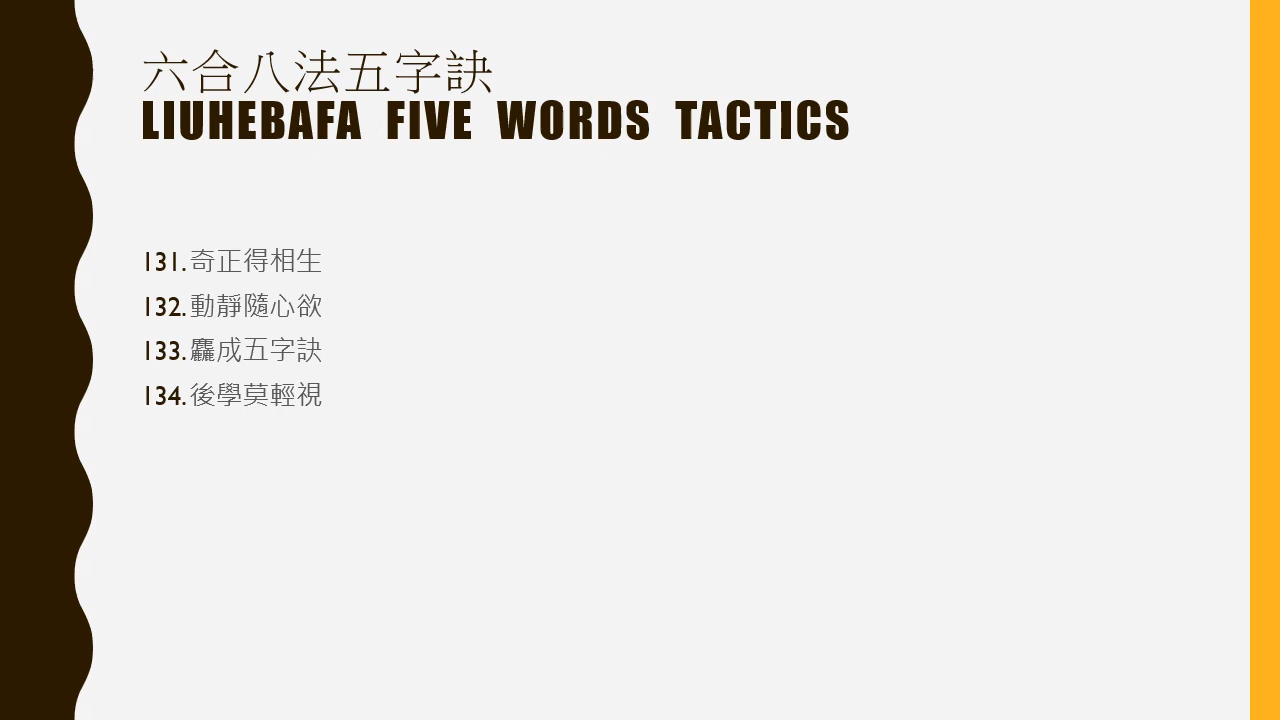 六合八法五字訣
LIUHEBAFA FIVE WORDS TACTICS
131. 奇正得相生
132. 動靜隨心欲
133. 麤成五字訣
134. 後學莫輕視